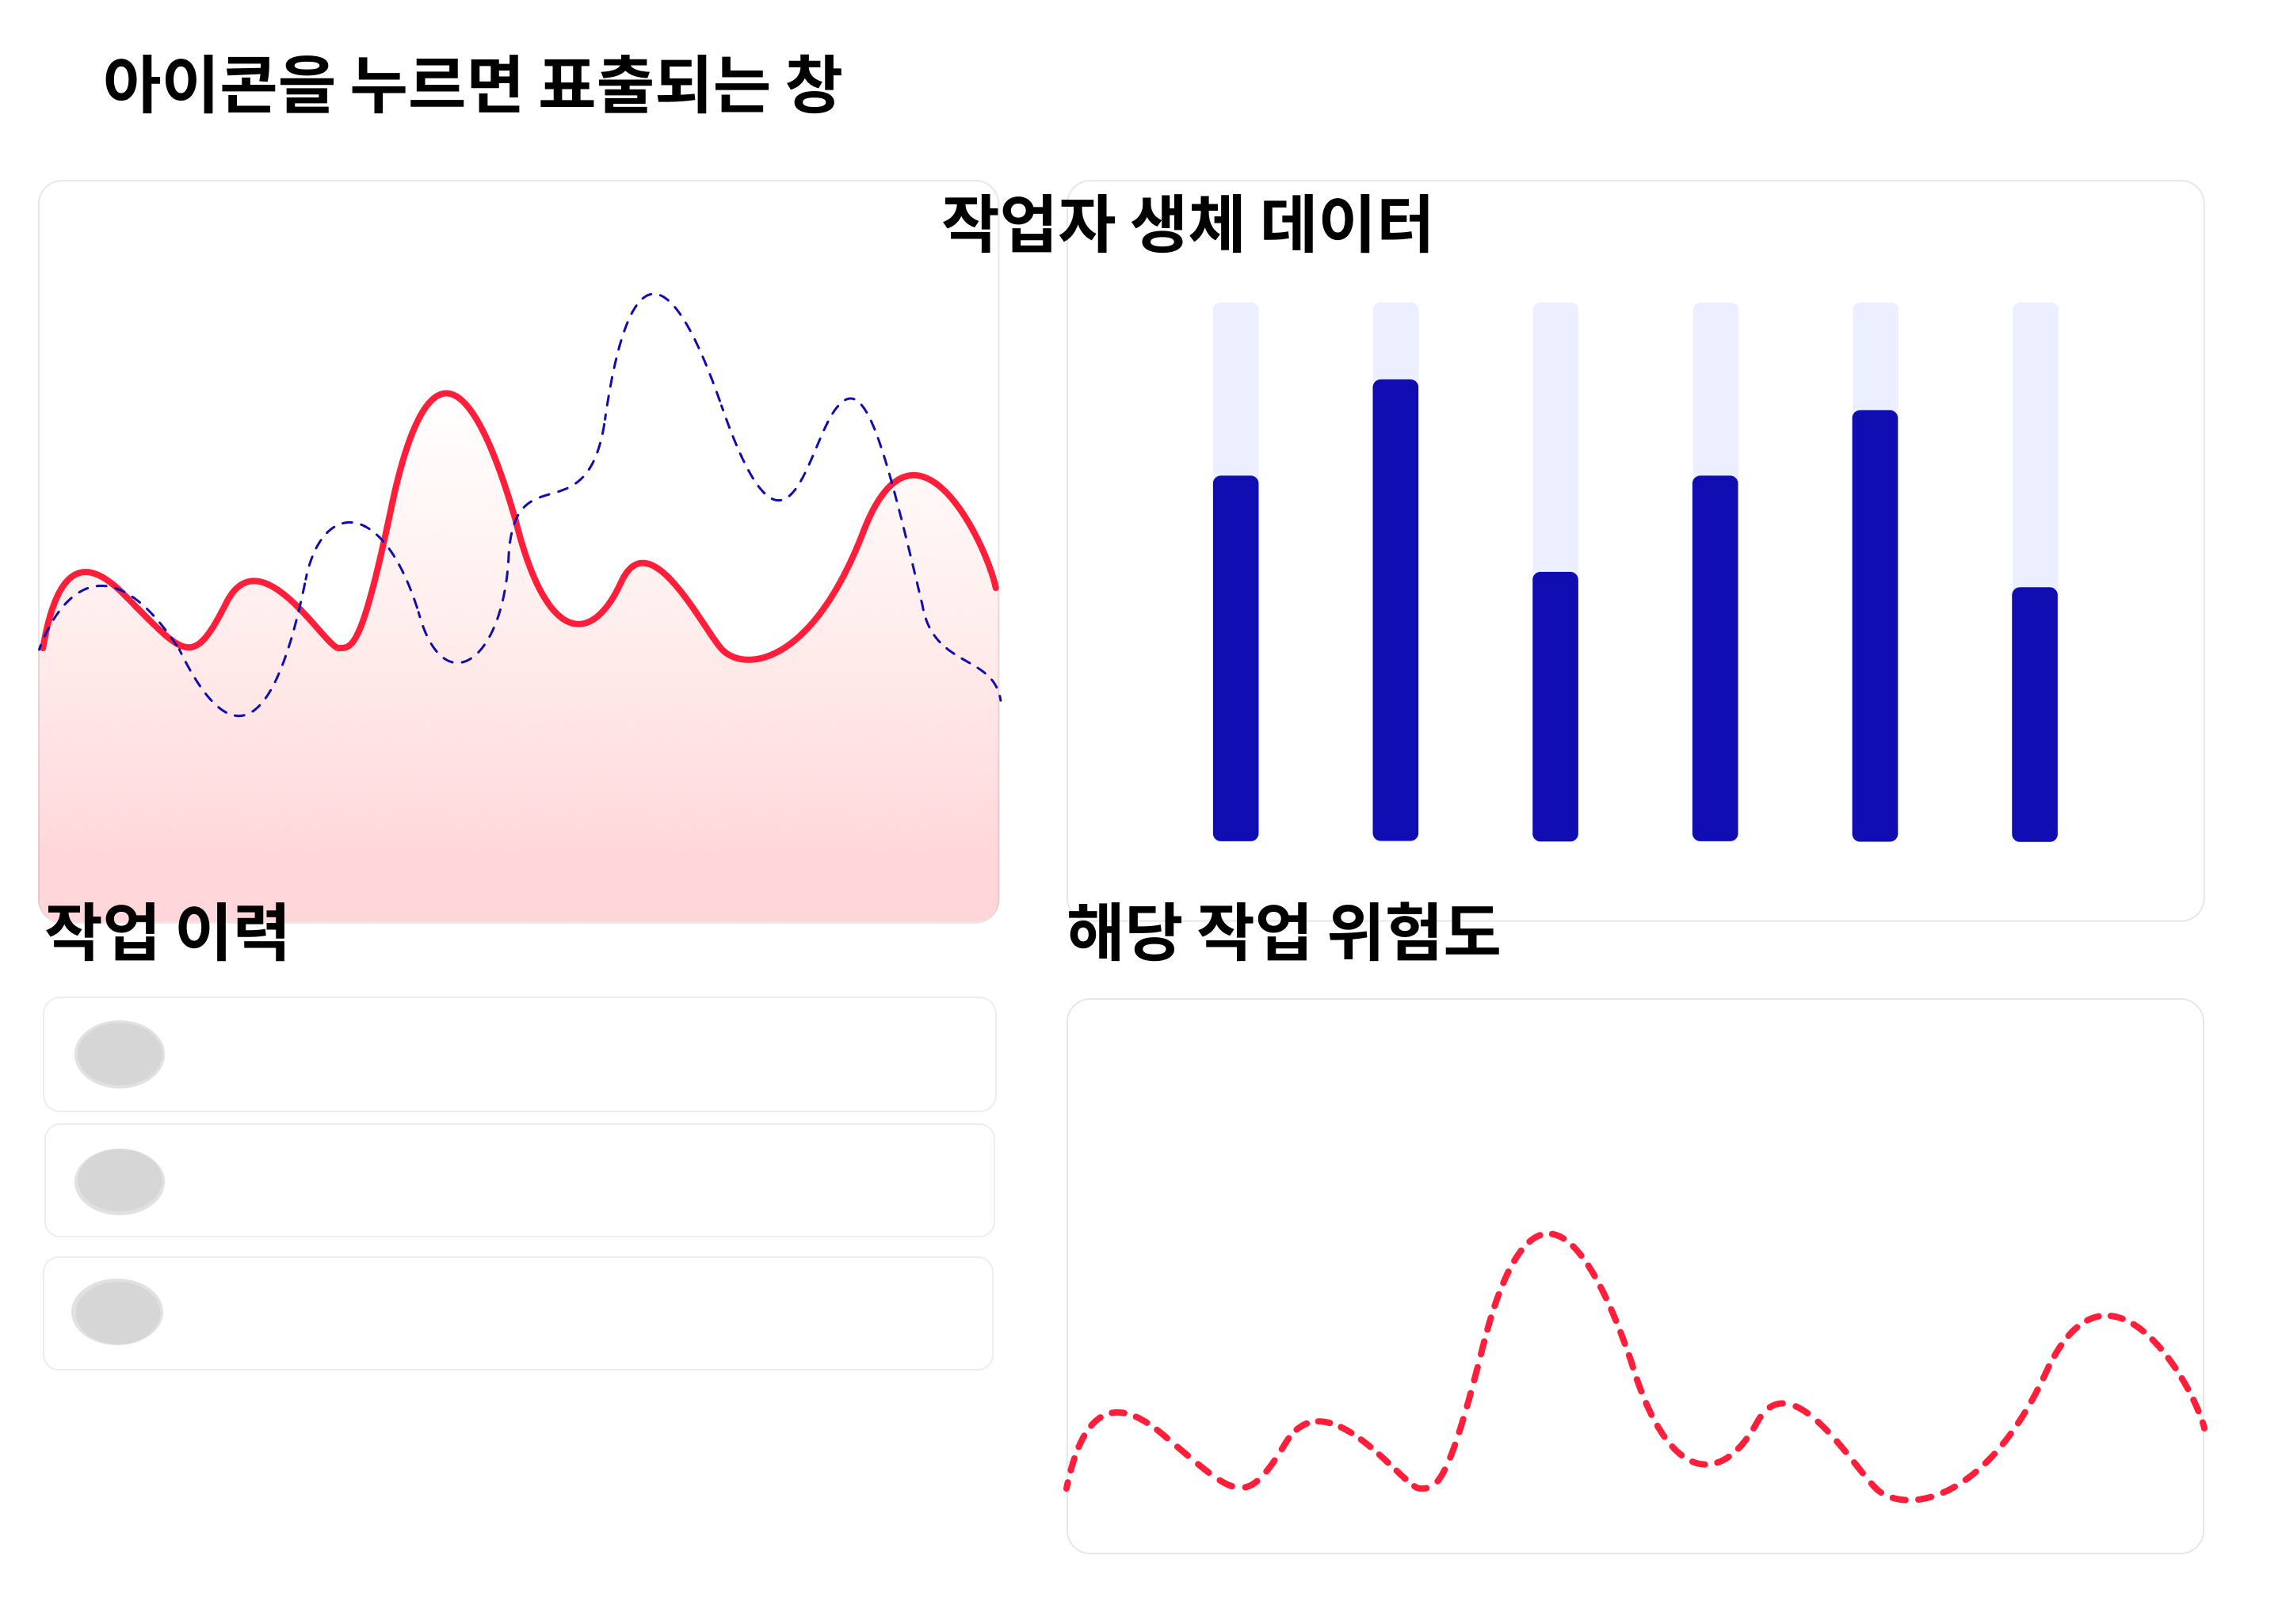 아이콘을 누르면 표출되는 창
작업자 생체 데이터
작업 이력
해당 작업 위험도